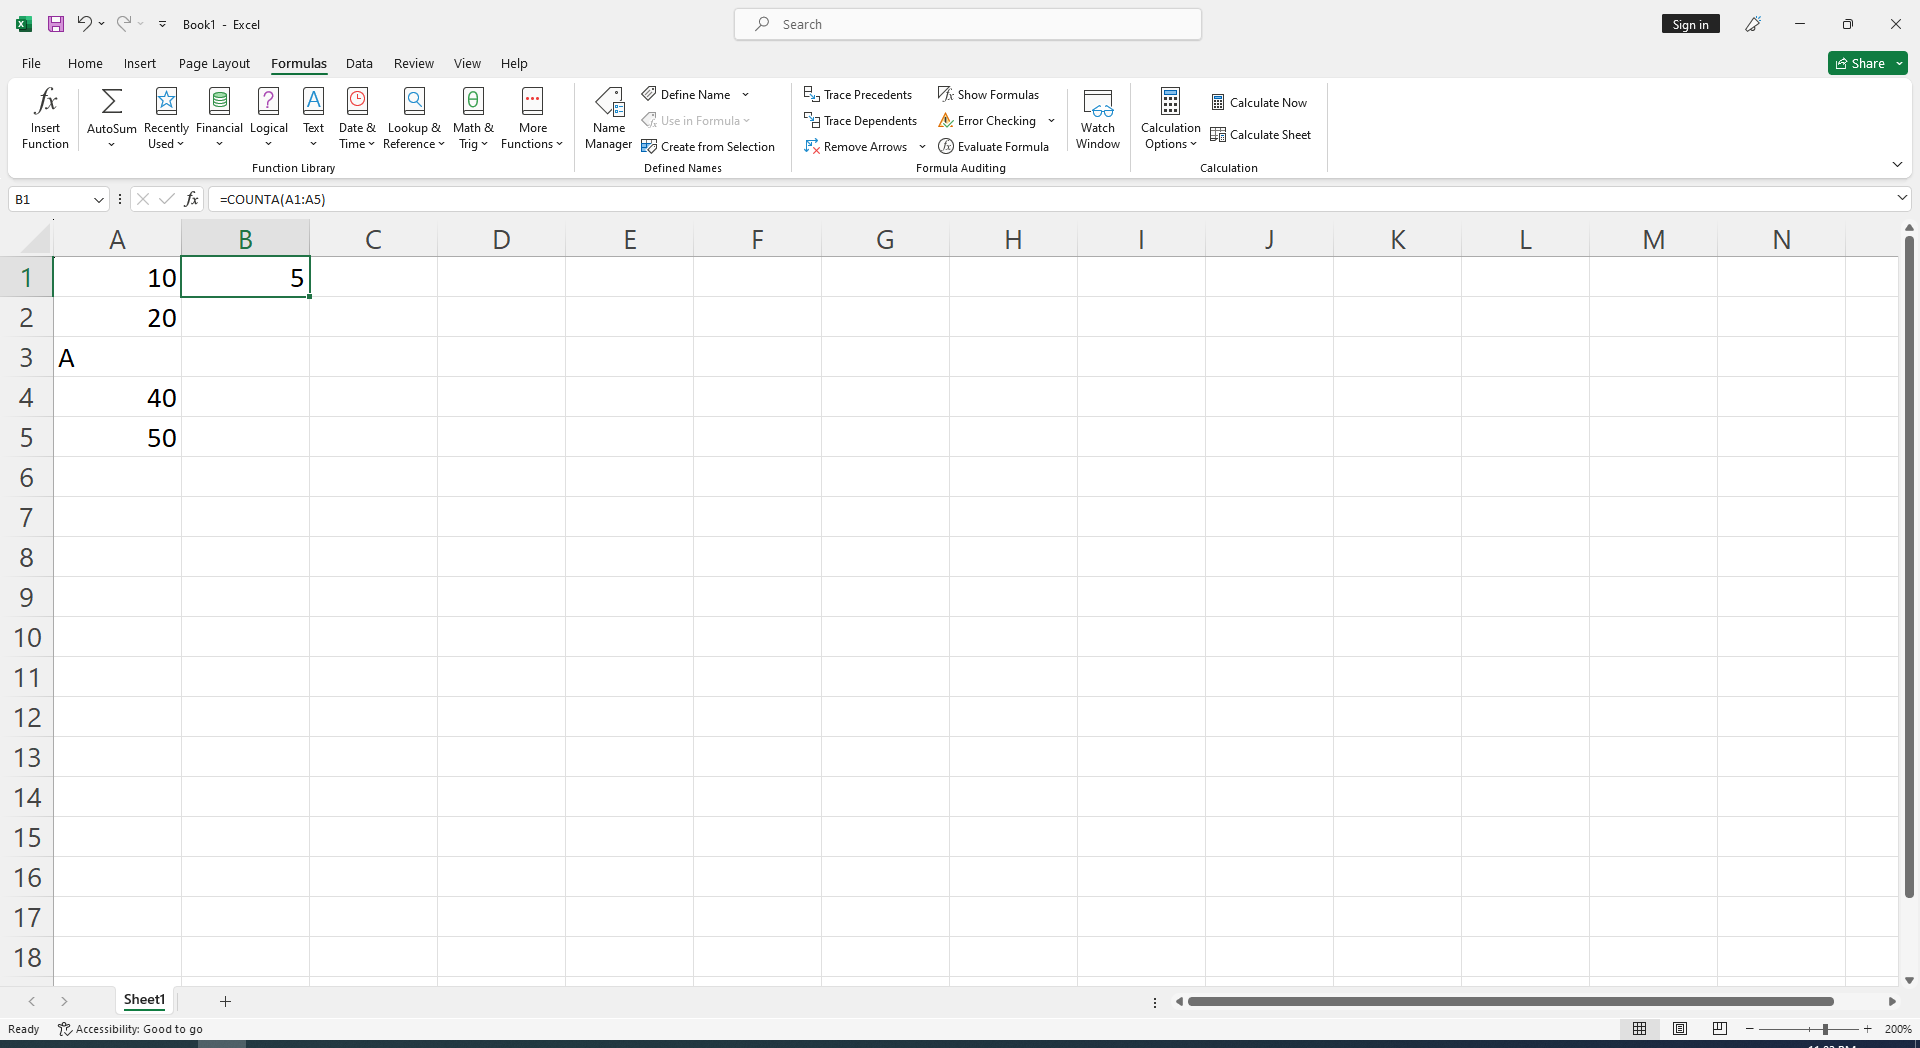 Book1 - Excel
Search
Sign in
File Home Insert Page Layout Formulas Data Review View Help
Share
Insert Function
AutoSum
Recently Used
Financial
Logical
Text
Date & Time
Lookup & Reference
Math & Trig
More Functions
Function Library
Name Manager
Define Name
Use in Formula
Create from Selection
Defined Names
Trace Precedents
Trace Dependents
Remove Arrows
Show Formulas
Error Checking
Evaluate Formula
Formula Auditing
Watch Window
Calculation Options
Calculate Now
Calculate Sheet
Calculation
B1
fx =COUNTA(A1:A5)
A B C D E F G H I J K L M N
1 10 5
2 20
3 A
4 40
5 50
6
7
8
9
10
11
12
13
14
15
16
17
18
Sheet1
Ready Accessibility: Good to go
200%